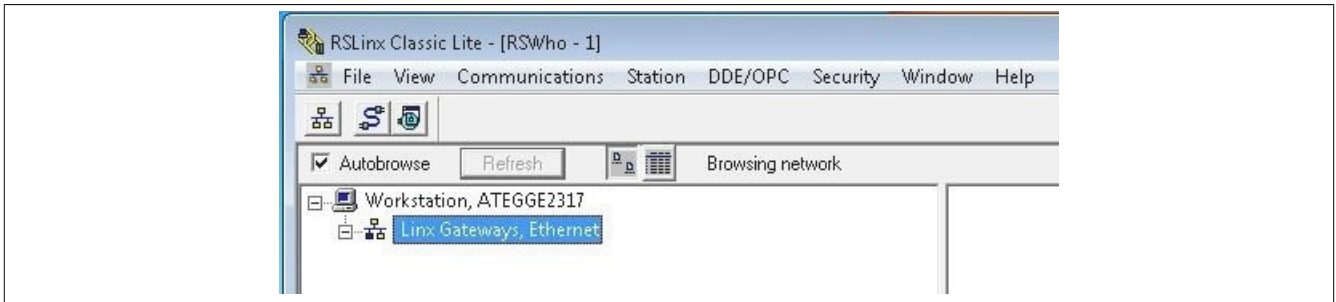 RSLinx Classic Lite - [RSWho - 1]
File View Communications Station DDE/OPC Security Window Help
Autobrowse Refresh Browsing network
Workstation, ATEGGE2317
Linx Gateways, Ethernet